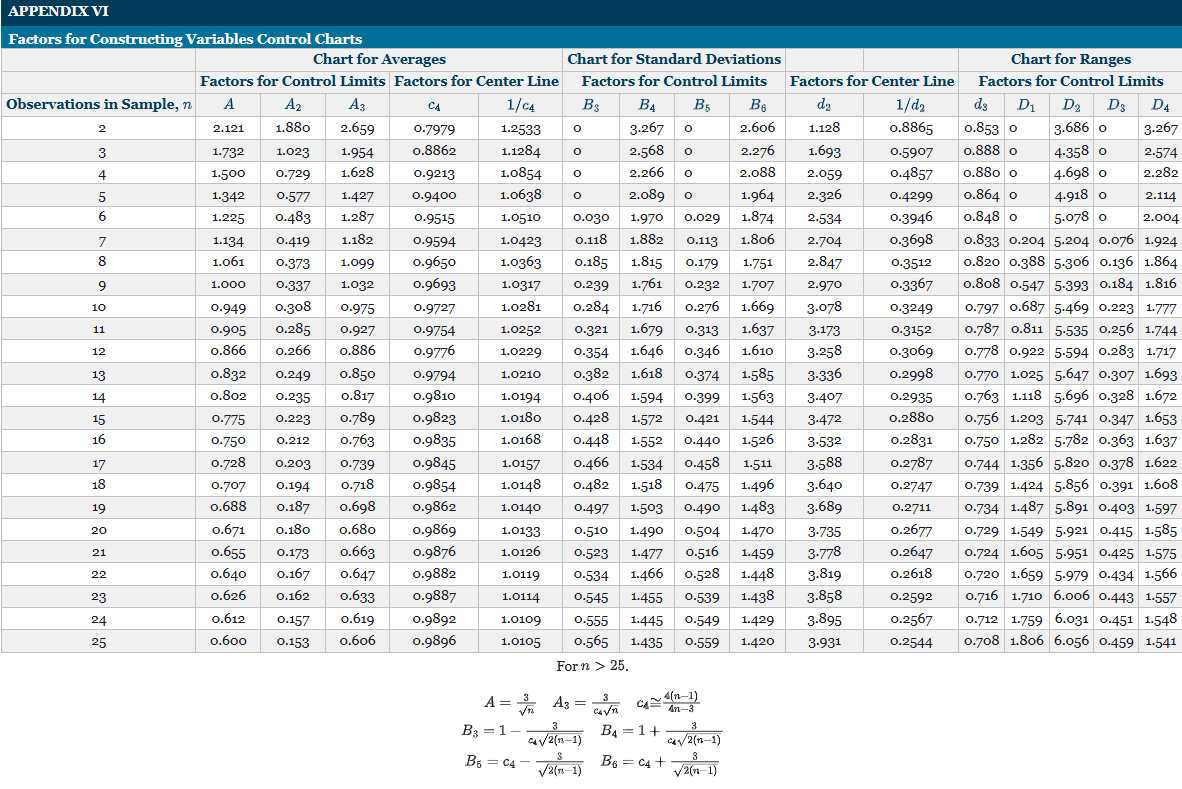 APPENDIX VI
Factors for Constructing Variables Control Charts
Chart for Averages Chart for Standard Deviations Chart for Ranges
Factors for Control Limits Factors for Center Line Factors for Control Limits Factors for Center Line Factors for Control Limits
Observations in Sample, n A A₂ A₃ c₄ 1/c₄ B₃ B₄ B₅ B₆ d₂ 1/d₂ d₃ D₁ D₂ D₃ D₄
2 2.121 1.880 2.659 0.7979 1.2533 0 3.267 0 2.606 1.128 0.8865 0.853 0 3.686 0 3.267
3 1.732 1.023 1.954 0.8862 1.1284 0 2.568 0 2.276 1.693 0.5907 0.888 0 4.358 0 2.574
4 1.500 0.729 1.628 0.9213 1.0854 0 2.266 0 2.088 2.059 0.4857 0.880 0 4.698 0 2.282
5 1.342 0.577 1.427 0.9400 1.0638 0 2.089 0 1.964 2.326 0.4299 0.864 0 4.918 0 2.114
6 1.225 0.483 1.287 0.9515 1.0510 0.030 1.970 0.029 1.874 2.534 0.3946 0.848 0 5.078 0 2.004
7 1.134 0.419 1.182 0.9594 1.0423 0.118 1.882 0.113 1.806 2.704 0.3698 0.833 0.204 5.204 0.076 1.924
8 1.061 0.373 1.099 0.9650 1.0363 0.185 1.815 0.179 1.751 2.847 0.3512 0.820 0.388 5.306 0.136 1.864
9 1.000 0.337 1.032 0.9693 1.0317 0.239 1.761 0.232 1.707 2.970 0.3367 0.808 0.547 5.393 0.184 1.816
10 0.949 0.308 0.975 0.9727 1.0281 0.284 1.716 0.276 1.669 3.078 0.3249 0.797 0.687 5.469 0.223 1.777
11 0.905 0.285 0.927 0.9754 1.0252 0.321 1.679 0.313 1.637 3.173 0.3152 0.787 0.811 5.535 0.256 1.744
12 0.866 0.266 0.886 0.9776 1.0229 0.354 1.646 0.346 1.610 3.258 0.3069 0.778 0.922 5.594 0.283 1.717
13 0.832 0.249 0.850 0.9794 1.0210 0.382 1.618 0.374 1.585 3.336 0.2998 0.770 1.025 5.647 0.307 1.693
14 0.802 0.235 0.817 0.9810 1.0194 0.406 1.594 0.399 1.563 3.407 0.2935 0.763 1.118 5.696 0.328 1.672
15 0.775 0.223 0.789 0.9823 1.0180 0.428 1.572 0.421 1.544 3.472 0.2880 0.756 1.203 5.741 0.347 1.653
16 0.750 0.212 0.763 0.9835 1.0168 0.448 1.552 0.440 1.526 3.532 0.2831 0.750 1.282 5.782 0.363 1.637
17 0.728 0.203 0.739 0.9845 1.0157 0.466 1.534 0.458 1.511 3.588 0.2787 0.744 1.356 5.820 0.378 1.622
18 0.707 0.194 0.718 0.9854 1.0148 0.482 1.518 0.475 1.496 3.640 0.2747 0.739 1.424 5.856 0.391 1.608
19 0.688 0.187 0.698 0.9862 1.0140 0.497 1.503 0.490 1.483 3.689 0.2711 0.734 1.487 5.891 0.403 1.597
20 0.671 0.180 0.680 0.9869 1.0133 0.510 1.490 0.504 1.470 3.735 0.2677 0.729 1.549 5.921 0.415 1.585
21 0.655 0.173 0.663 0.9876 1.0126 0.523 1.477 0.516 1.459 3.778 0.2647 0.724 1.605 5.951 0.425 1.575
22 0.640 0.167 0.647 0.9882 1.0119 0.534 1.466 0.528 1.448 3.819 0.2618 0.720 1.659 5.979 0.434 1.566
23 0.626 0.162 0.633 0.9887 1.0114 0.545 1.455 0.539 1.438 3.858 0.2592 0.716 1.710 6.006 0.443 1.557
24 0.612 0.157 0.619 0.9892 1.0109 0.555 1.445 0.549 1.429 3.895 0.2567 0.712 1.759 6.031 0.451 1.548
25 0.600 0.153 0.606 0.9896 1.0105 0.565 1.435 0.559 1.420 3.931 0.2544 0.708 1.806 6.056 0.459 1.541
For n > 25.
A = 3/√n A₃ = 3/(c₄√n) c₄ ≅ 4(n−1)/(4n−3)
B₃ = 1 − 3/(c₄√2(n−1)) B₄ = 1 + 3/(c₄√2(n−1))
B₅ = c₄ − 3/√2(n−1) B₆ = c₄ + 3/√2(n−1)